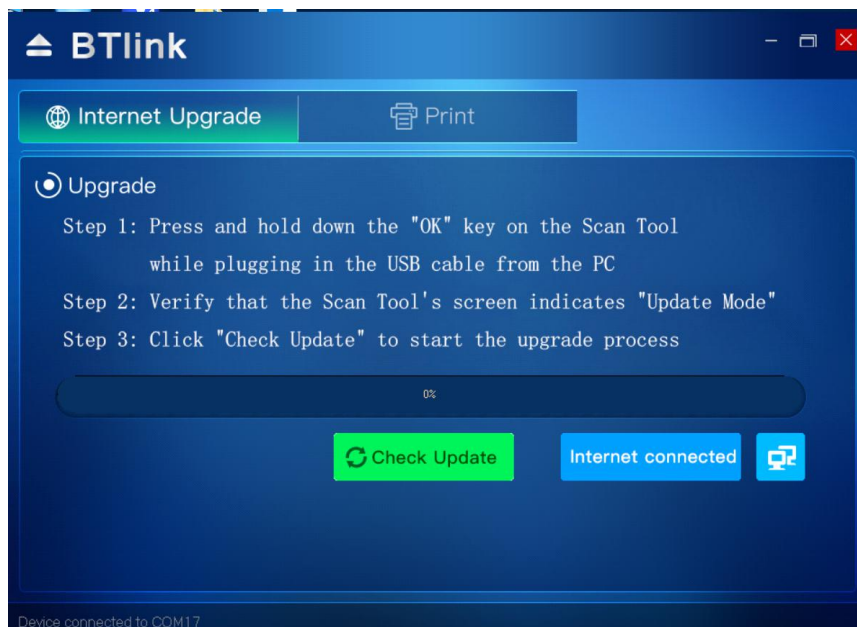 BTlink
Internet Upgrade
Print
Upgrade
Step 1: Press and hold down the "OK" key on the Scan Tool
while plugging in the USB cable from the PC
Step 2: Verify that the Scan Tool's screen indicates "Update Mode"
Step 3: Click "Check Update" to start the upgrade process
0%
Check Update
Internet connected
Device connected to COM17